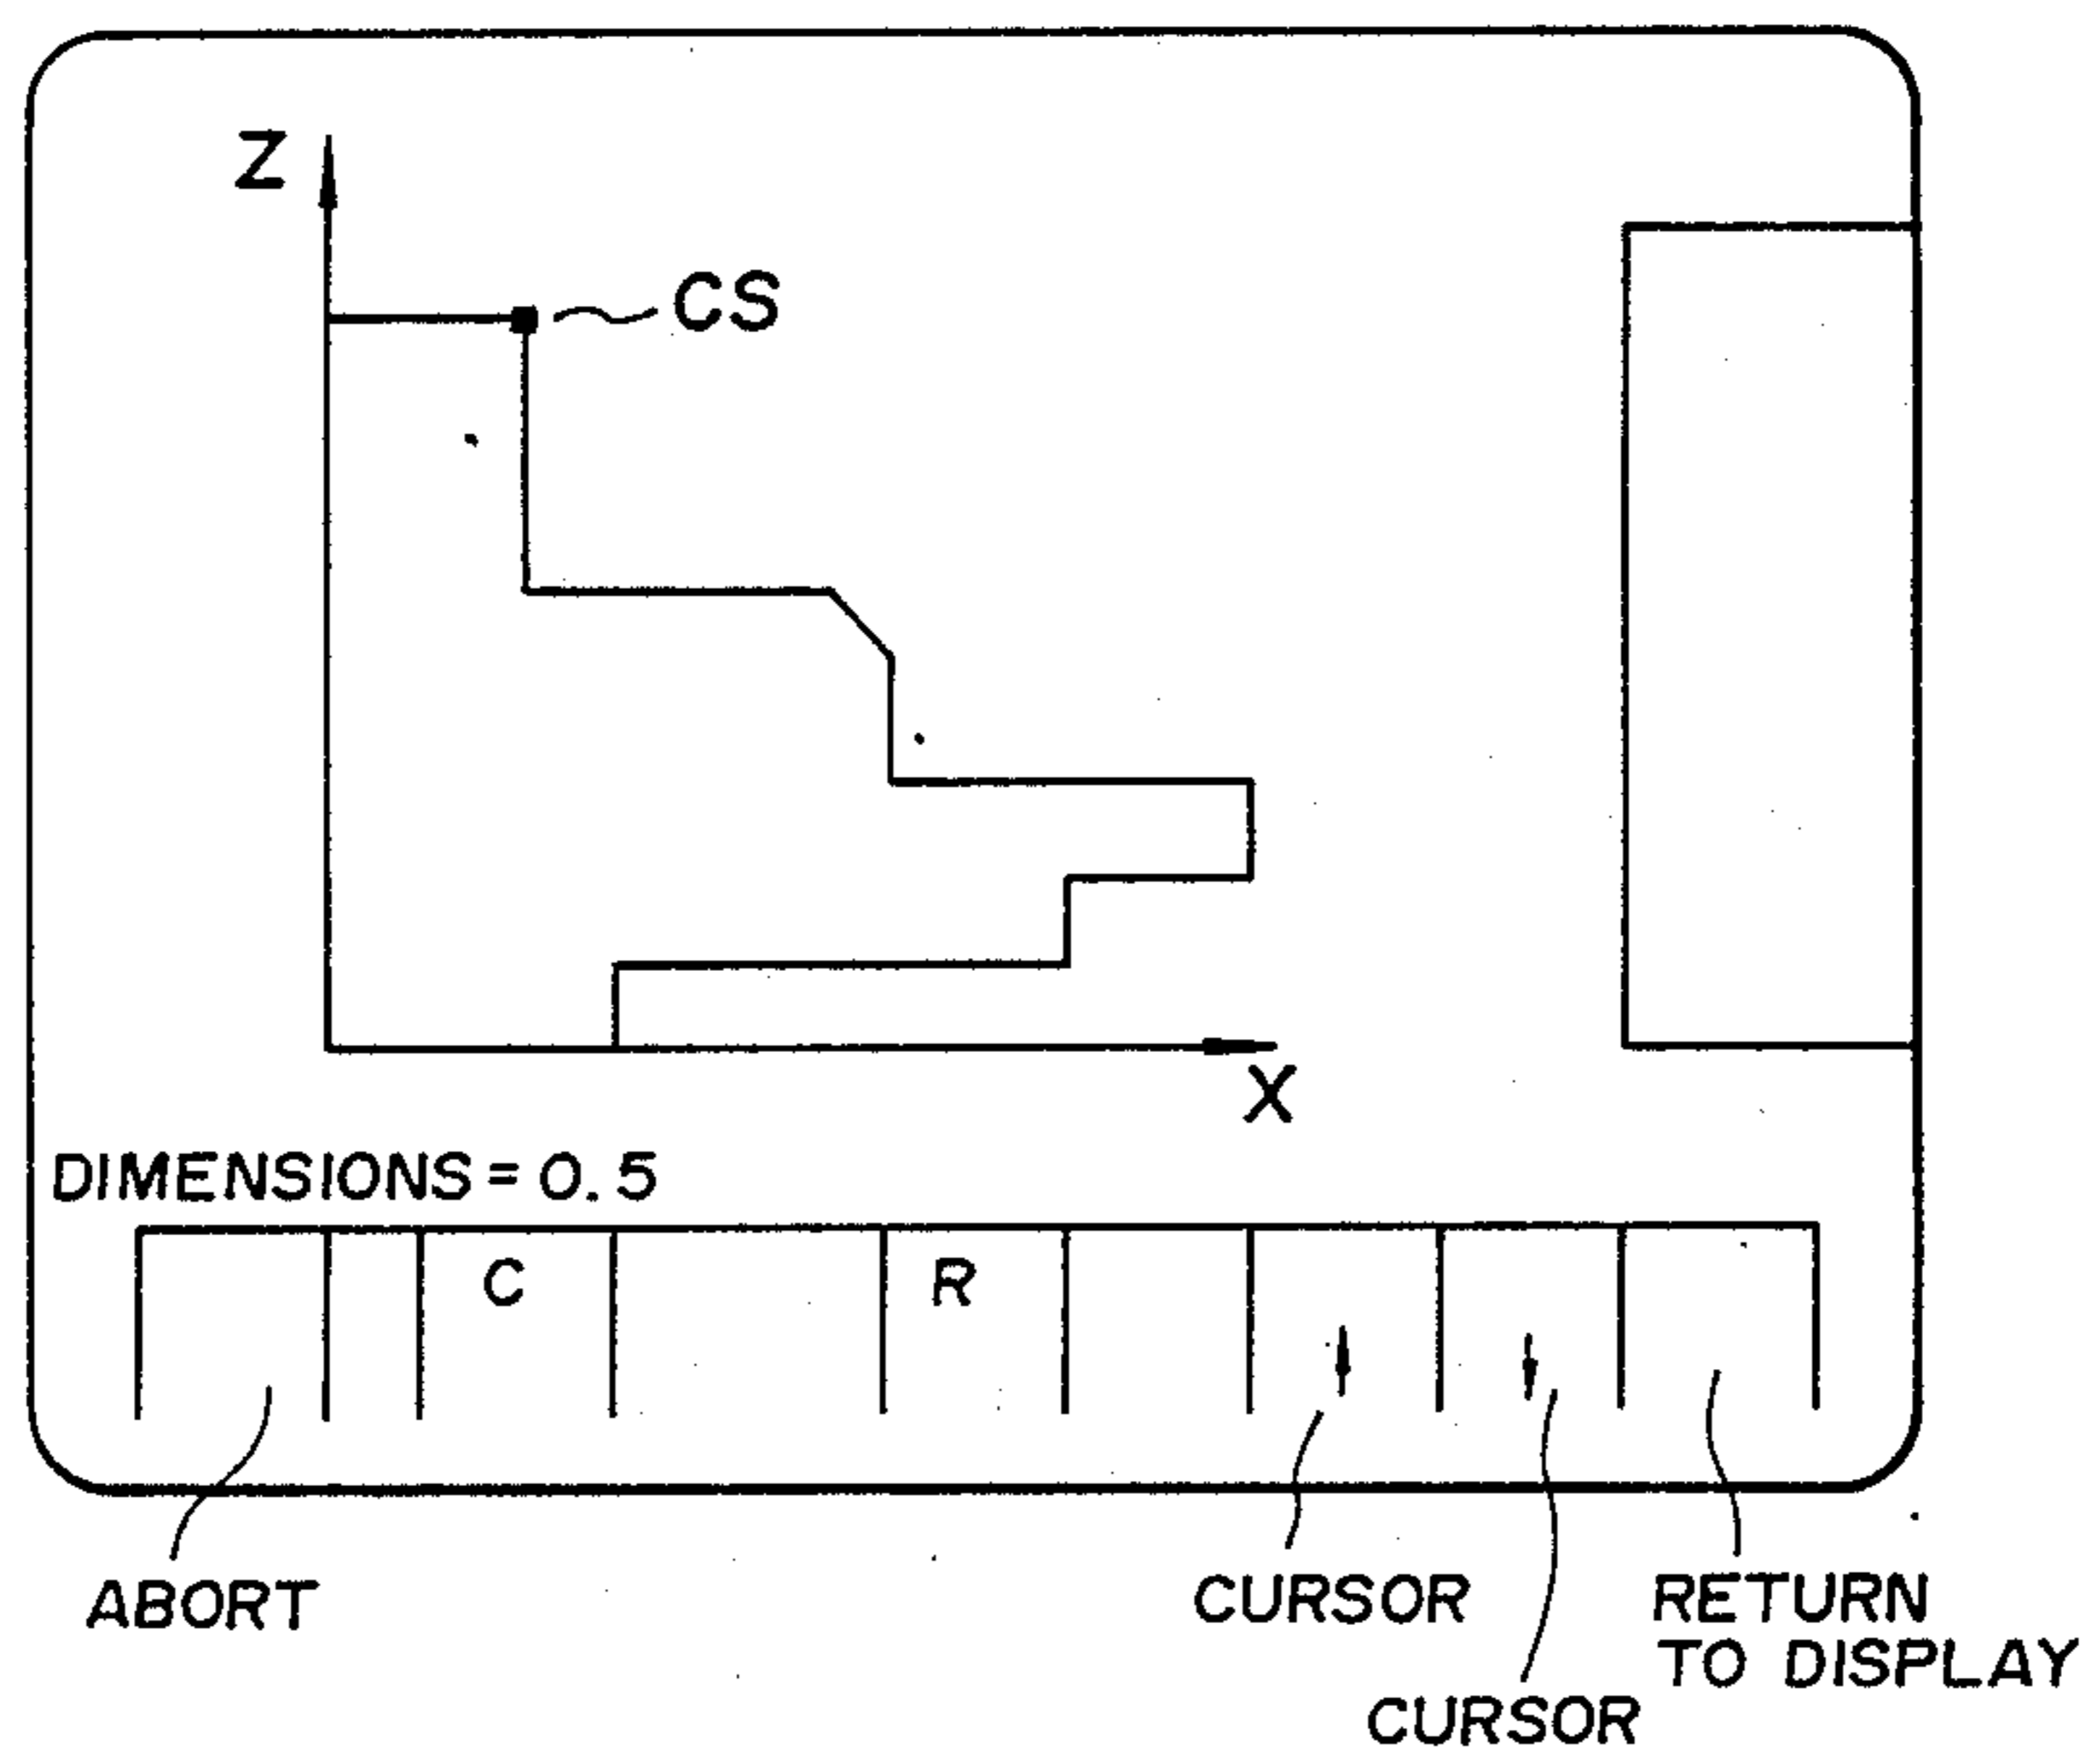 Z
CS
X
DIMENSIONS = 0.5
C
R
ABORT
CURSOR
CURSOR
RETURN
TO DISPLAY